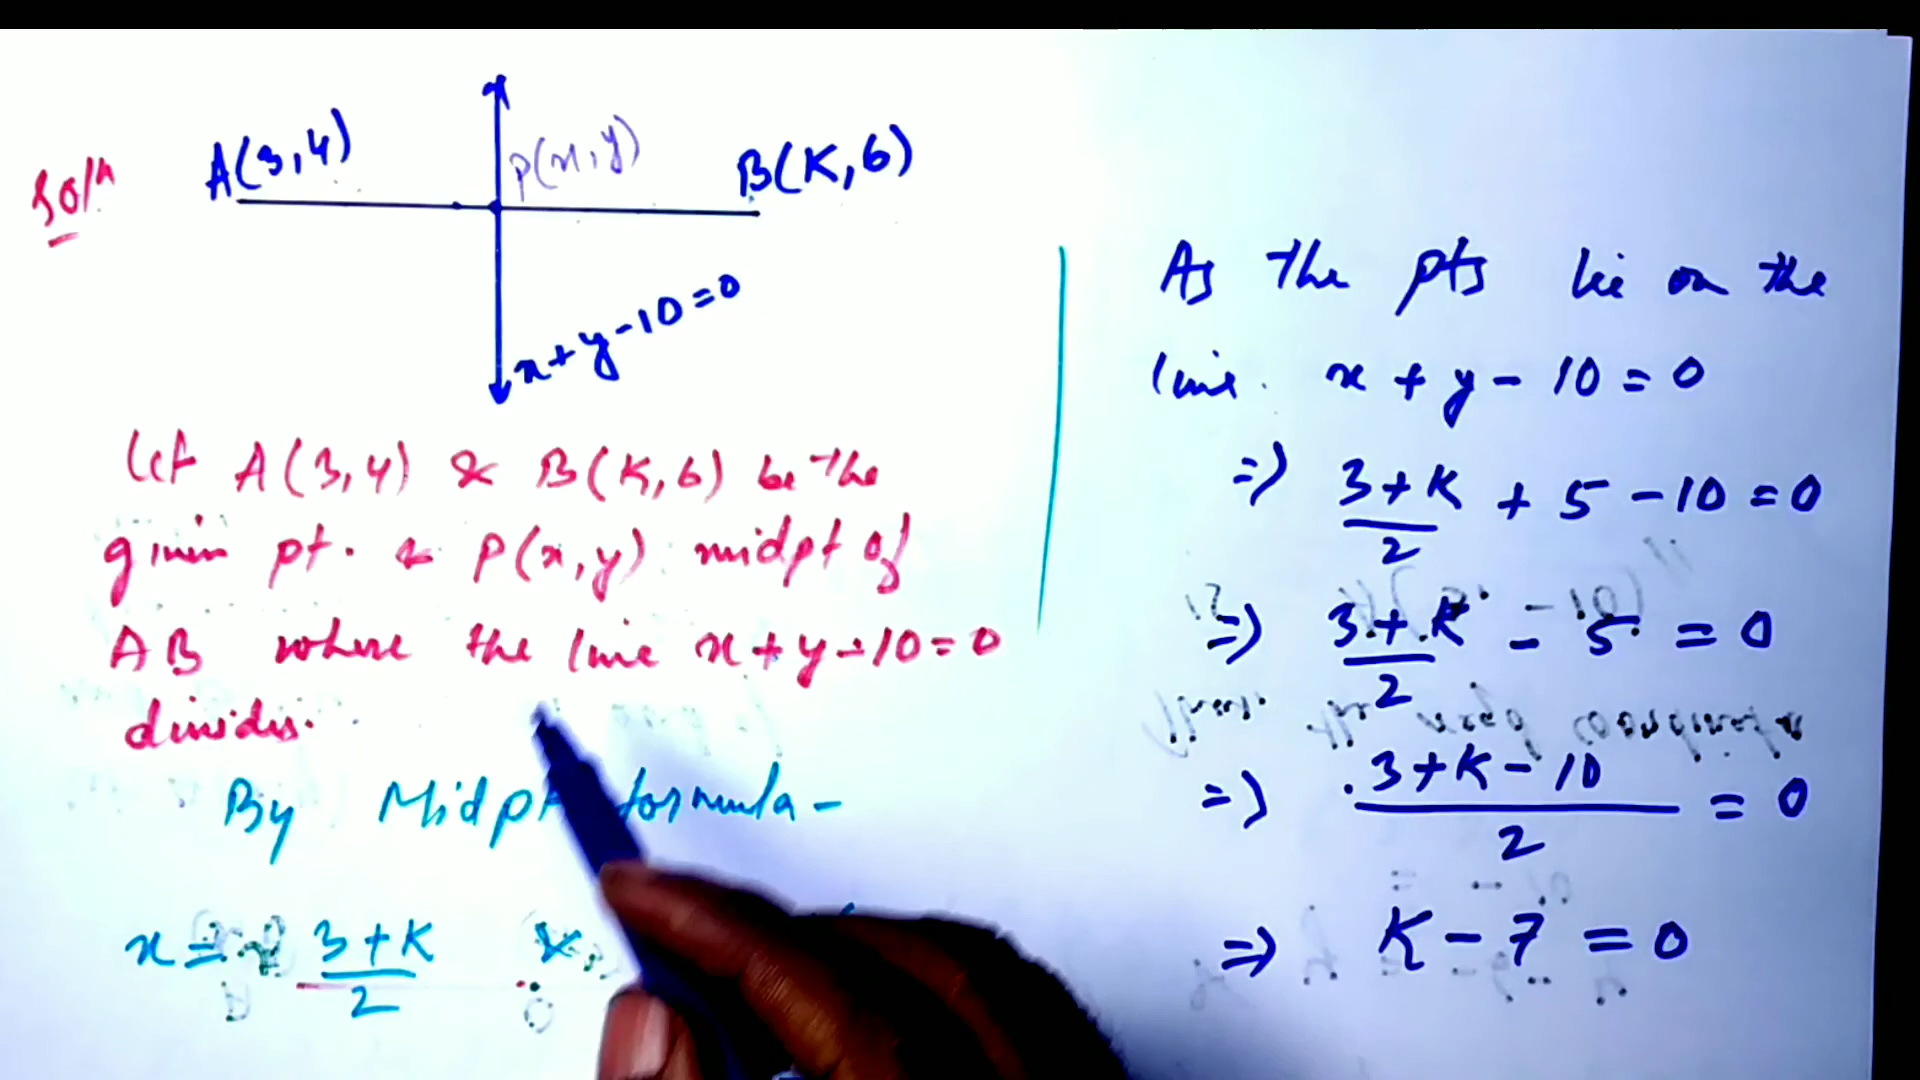 Soln
A(3,4)
P(x,y)
B(K,6)
x+y-10=0
Let A(3,4) & B(K,6) be the
given pt. & P(x,y) midpt of
AB where the line x+y-10=0
divides.
By Midpt formula-
x = 3+K/2 &
As the pts lie on the
line. x+y-10=0
=) 3+K/2 + 5 -10 = 0
=) 3+K/2 - 5 = 0
=) 3+K-10/2 = 0
=) K-7 = 0